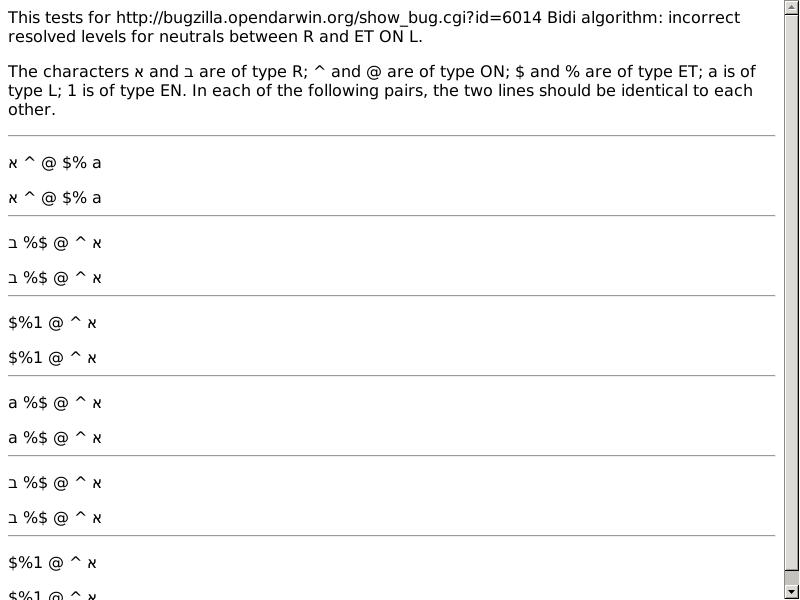 This tests for http://bugzilla.opendarwin.org/show_bug.cgi?id=6014 Bidi algorithm: incorrect
resolved levels for neutrals between R and ET ON L.
The characters א and ב are of type R; ^ and @ are of type ON; $ and % are of type ET; a is of
type L; 1 is of type EN. In each of the following pairs, the two lines should be identical to each
other.
א ^ @ $% a
א ^ @ $% a
ב %$ @ ^ א
ב %$ @ ^ א
$%1 @ ^ א
$%1 @ ^ א
a %$ @ ^ א
a %$ @ ^ א
ב %$ @ ^ א
ב %$ @ ^ א
$%1 @ ^ א
$%1 @ ^ א